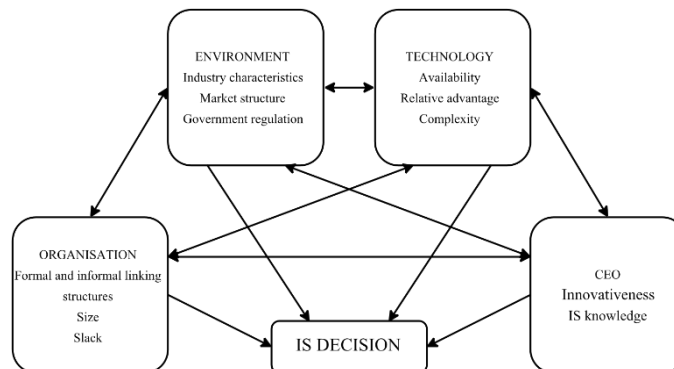 ENVIRONMENT
Industry characteristics
Market structure
Government regulation
TECHNOLOGY
Availability
Relative advantage
Complexity
ORGANISATION
Formal and informal linking
structures
Size
Slack
CEO
Innovativeness
IS knowledge
IS DECISION